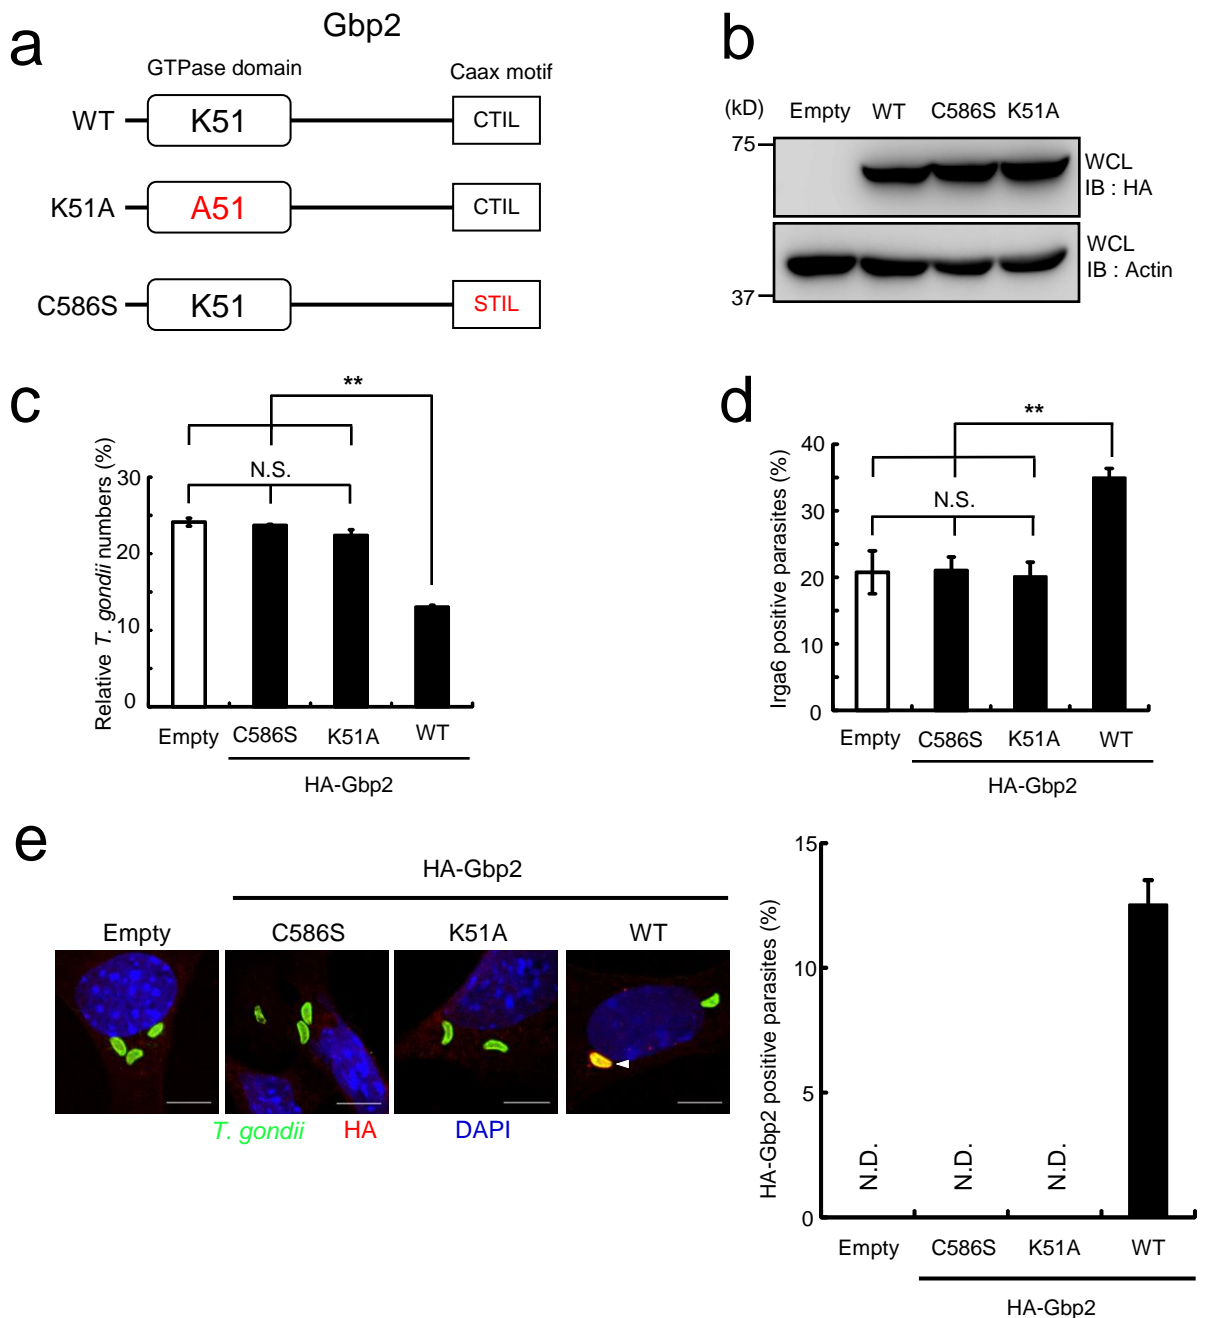 a
Gbp2
GTPase domain
Caax motif
WT
K51
CTIL
K51A
A51
CTIL
C586S
K51
STIL
b
(kD)
Empty
WT
C586S
K51A
75
WCL
IB : HA
WCL
IB : Actin
37
c
**
N.S.
Relative T. gondii numbers (%)
30
20
10
0
Empty
C586S
K51A
WT
HA-Gbp2
d
**
N.S.
Irga6 positive parasites (%)
40
30
20
10
0
Empty
C586S
K51A
WT
HA-Gbp2
e
HA-Gbp2
Empty
C586S
K51A
WT
T. gondii
HA
DAPI
HA-Gbp2 positive parasites (%)
15
10
5
0
N.D.
N.D.
N.D.
Empty
C586S
K51A
WT
HA-Gbp2